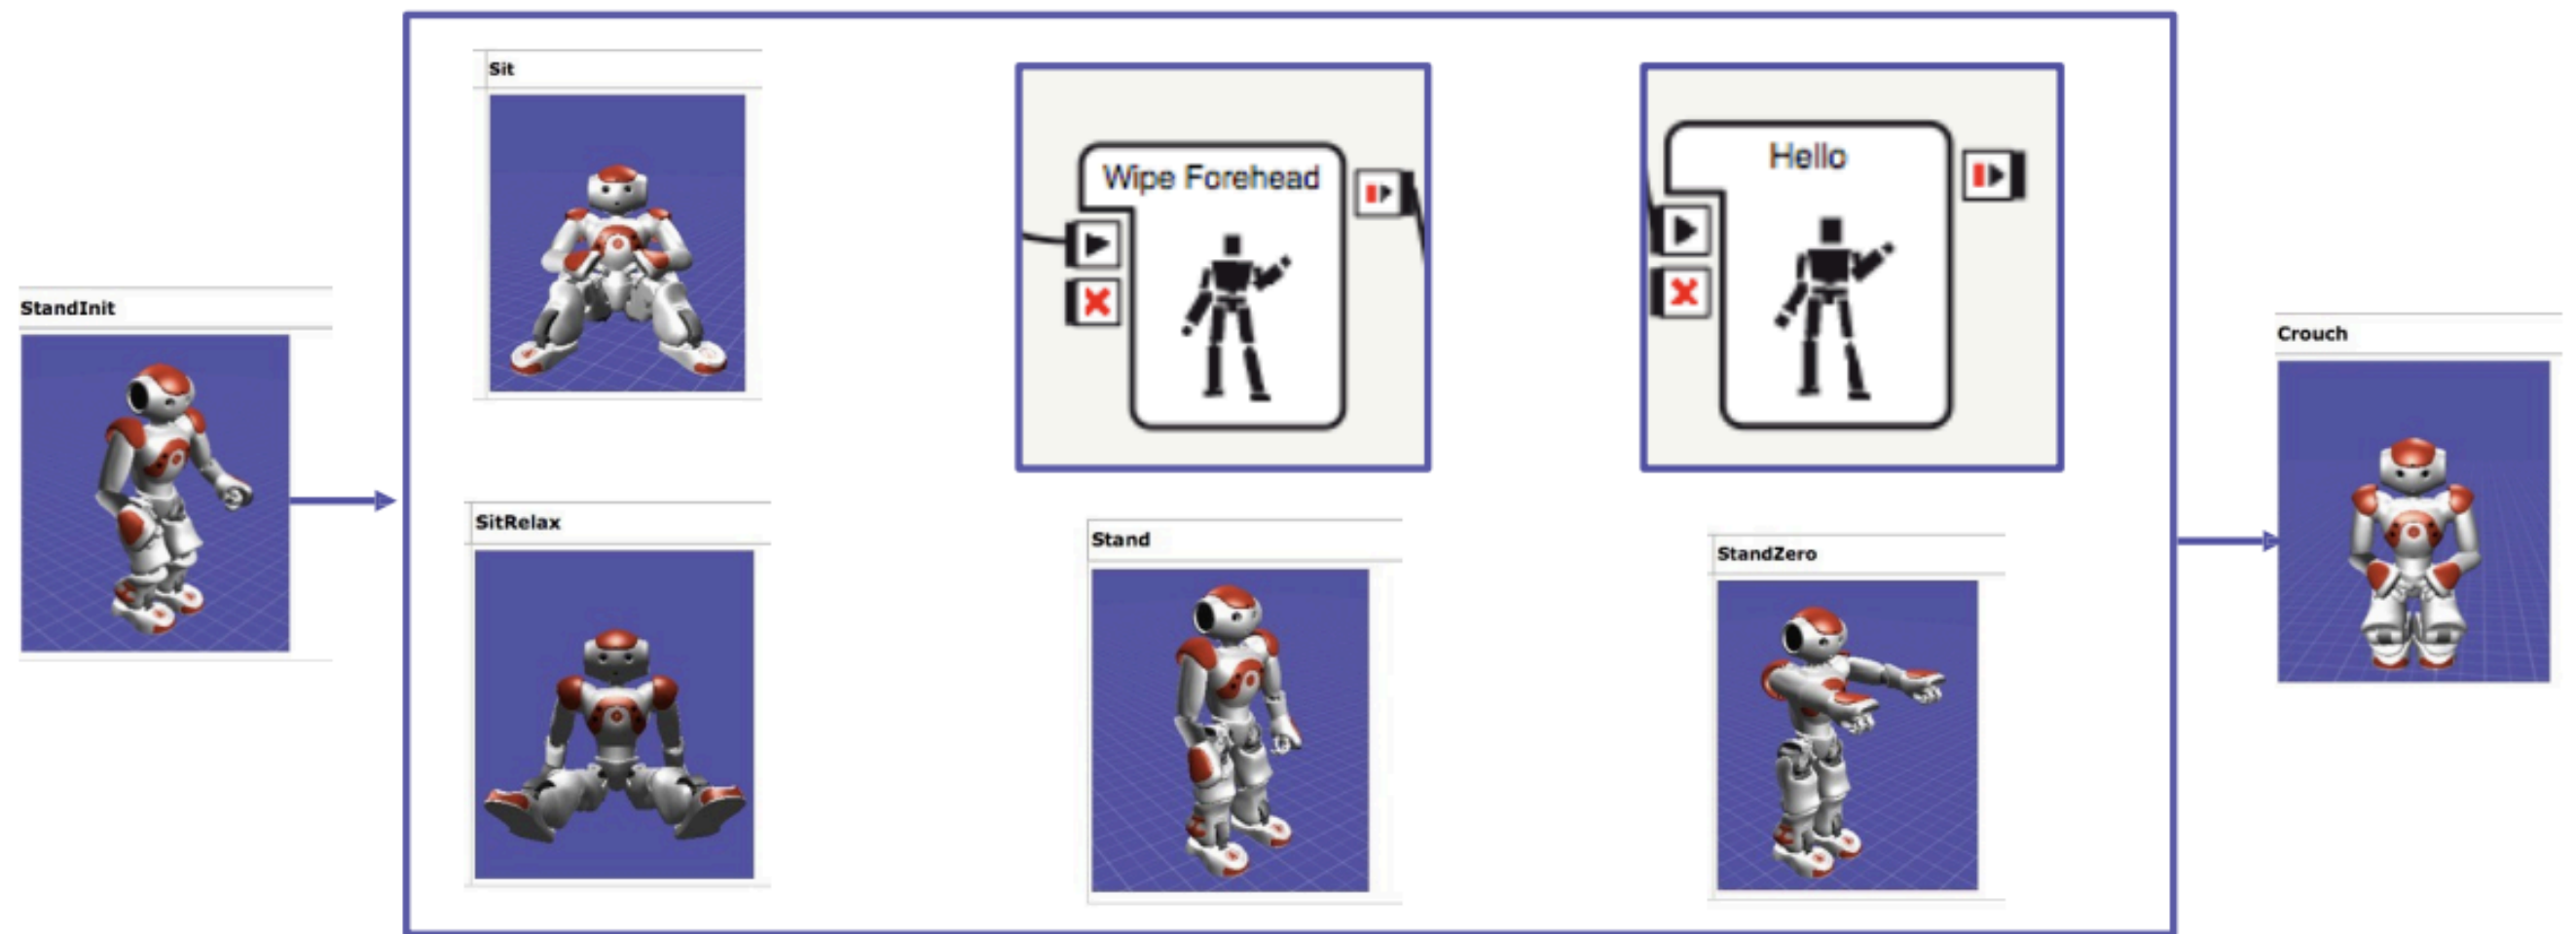 StandInit
Sit
Wipe Forehead
Hello
SitRelax
Stand
StandZero
Crouch